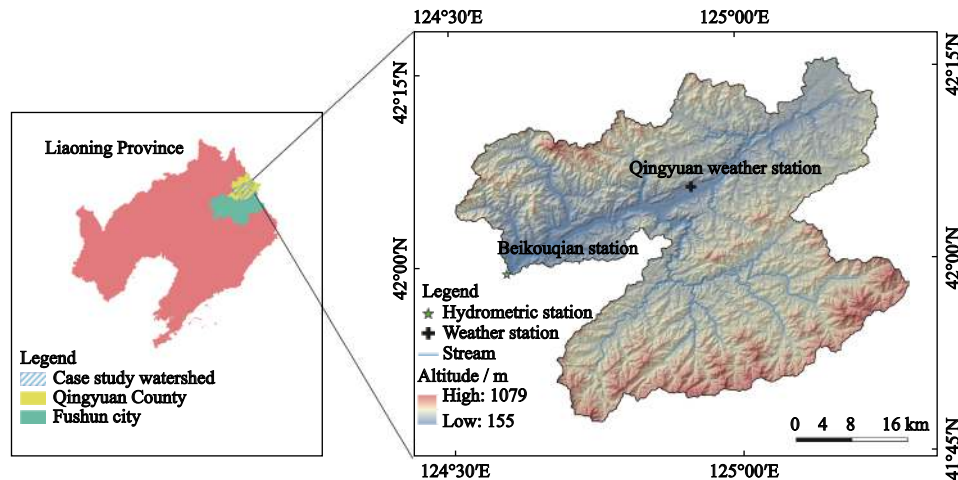 124°30′E
125°00′E
42°15′N
42°15′N
Liaoning Province
Qingyuan weather station
Beikouqian station
42°00′N
42°00′N
Legend
Hydrometric station
Weather station
Stream
Altitude / m
High: 1079
Low: 155
Legend
Case study watershed
Qingyuan County
Fushun city
0 4 8 16 km
41°45′N
124°30′E
125°00′E